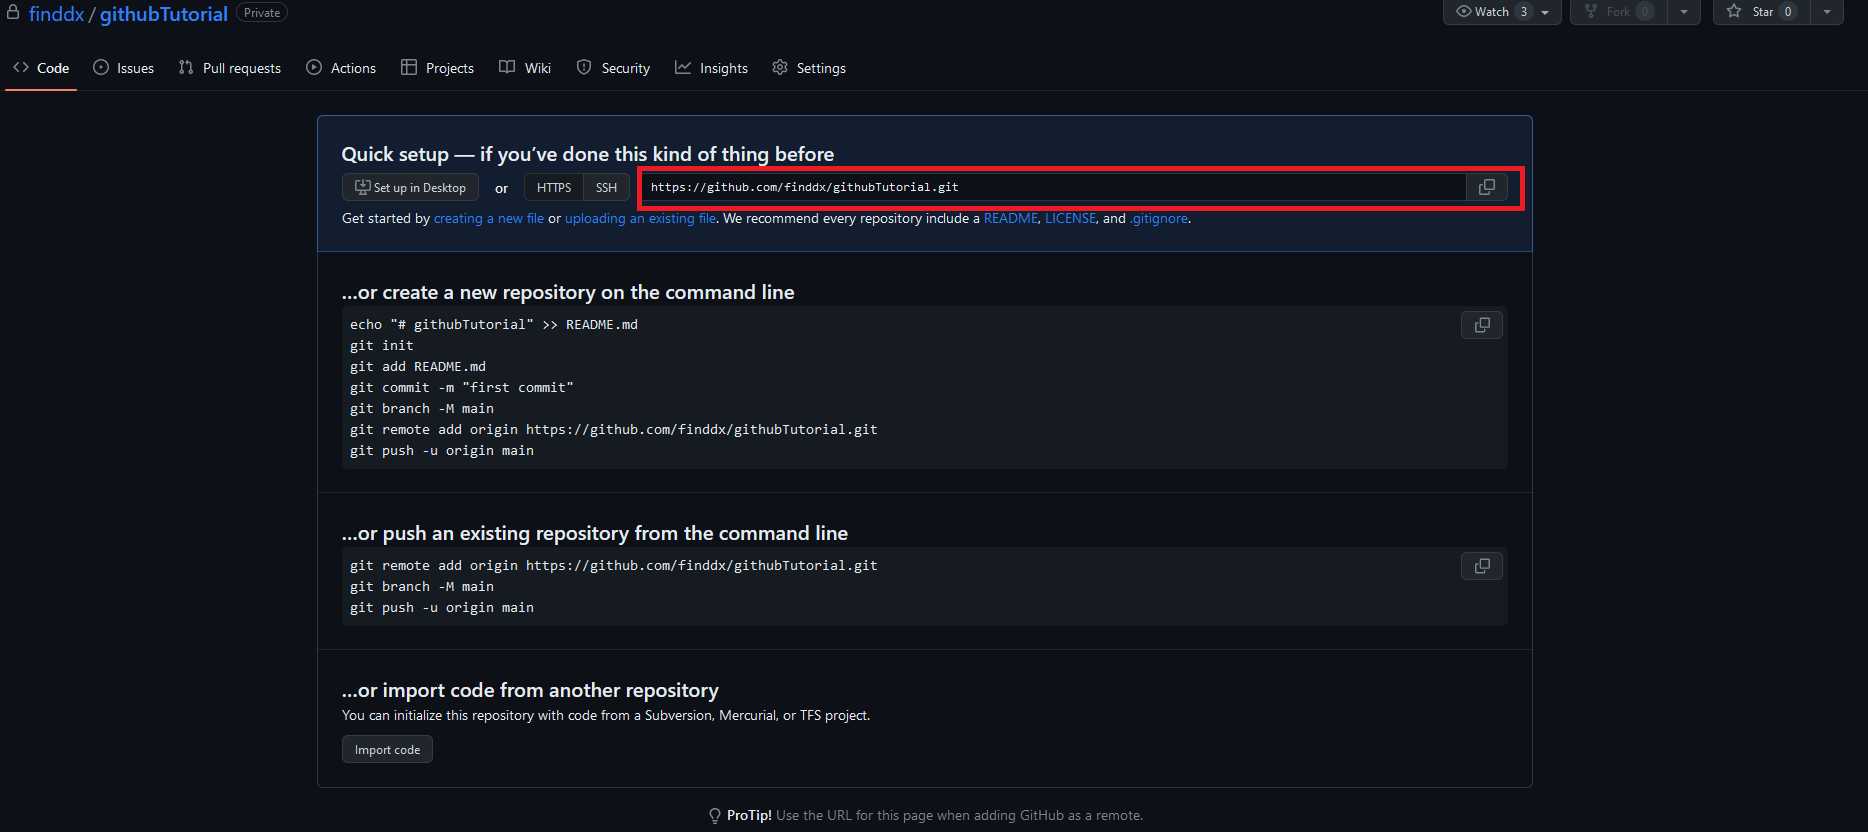 finddx / githubTutorial Private
Watch 3 Fork 0 Star 0
Code Issues Pull requests Actions Projects Wiki Security Insights Settings
Quick setup — if you’ve done this kind of thing before
Set up in Desktop or HTTPS SSH https://github.com/finddx/githubTutorial.git
Get started by creating a new file or uploading an existing file. We recommend every repository include a README, LICENSE, and .gitignore.
…or create a new repository on the command line
echo "# githubTutorial" >> README.md
git init
git add README.md
git commit -m "first commit"
git branch -M main
git remote add origin https://github.com/finddx/githubTutorial.git
git push -u origin main
…or push an existing repository from the command line
git remote add origin https://github.com/finddx/githubTutorial.git
git branch -M main
git push -u origin main
…or import code from another repository
You can initialize this repository with code from a Subversion, Mercurial, or TFS project.
Import code
ProTip! Use the URL for this page when adding GitHub as a remote.